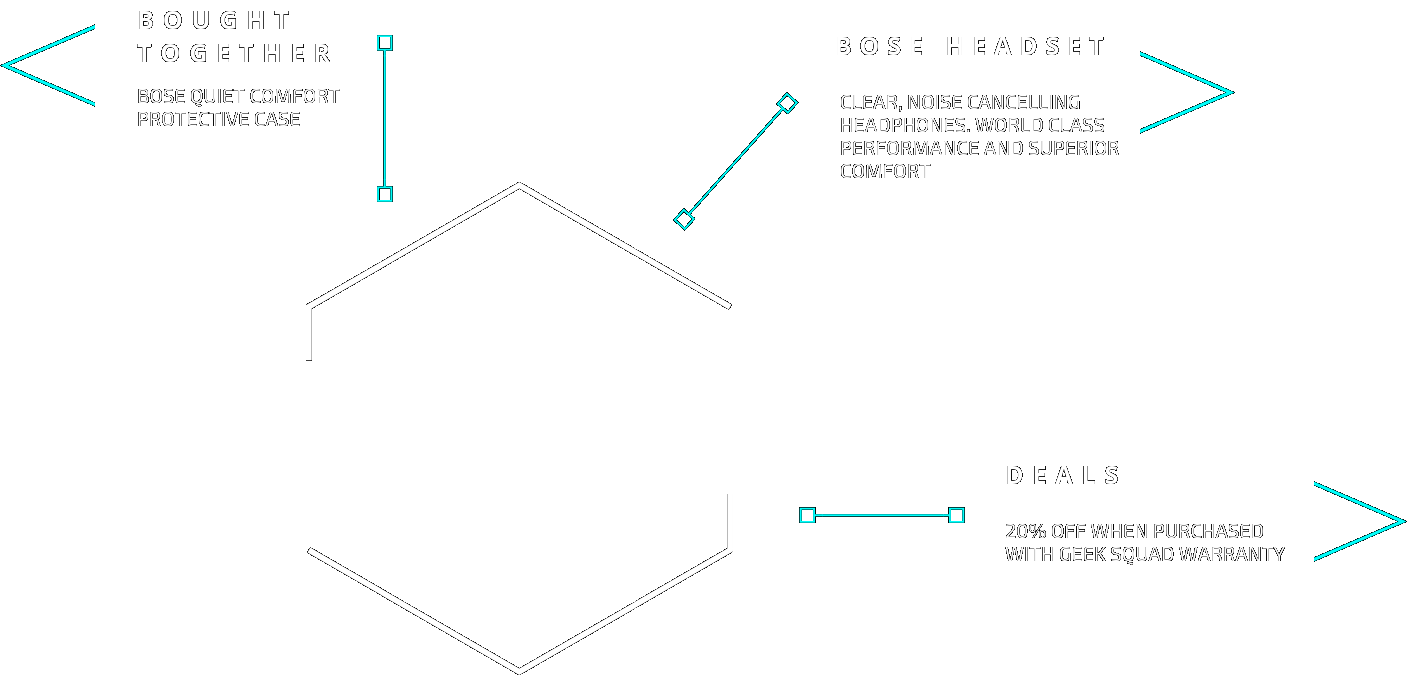 BOUGHT
TOGETHER
BOSE QUIET COMFORT
PROTECTIVE CASE
BOSE HEADSET
CLEAR, NOISE CANCELLING
HEADPHONES. WORLD CLASS
PERFORMANCE AND SUPERIOR
COMFORT
DEALS
20% OFF WHEN PURCHASED
WITH GEEK SQUAD WARRANTY